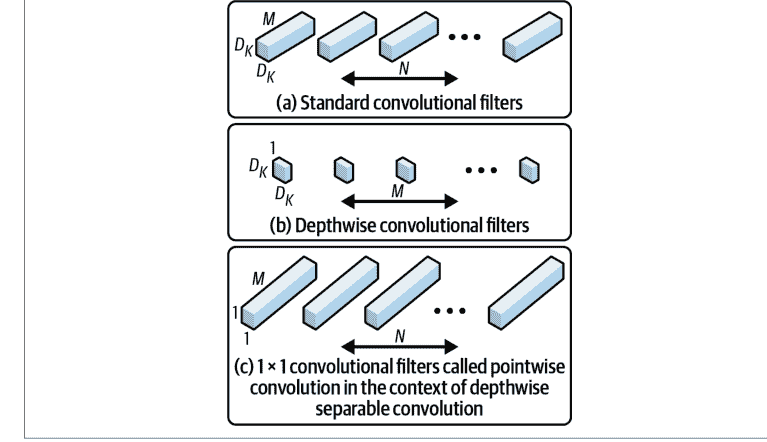 M
D_K
D_K
• • •
N
(a) Standard convolutional filters
1
D_K
D_K
• • •
M
(b) Depthwise convolutional filters
M
1
1
• • •
N
(c) 1 × 1 convolutional filters called pointwise
convolution in the context of depthwise
separable convolution